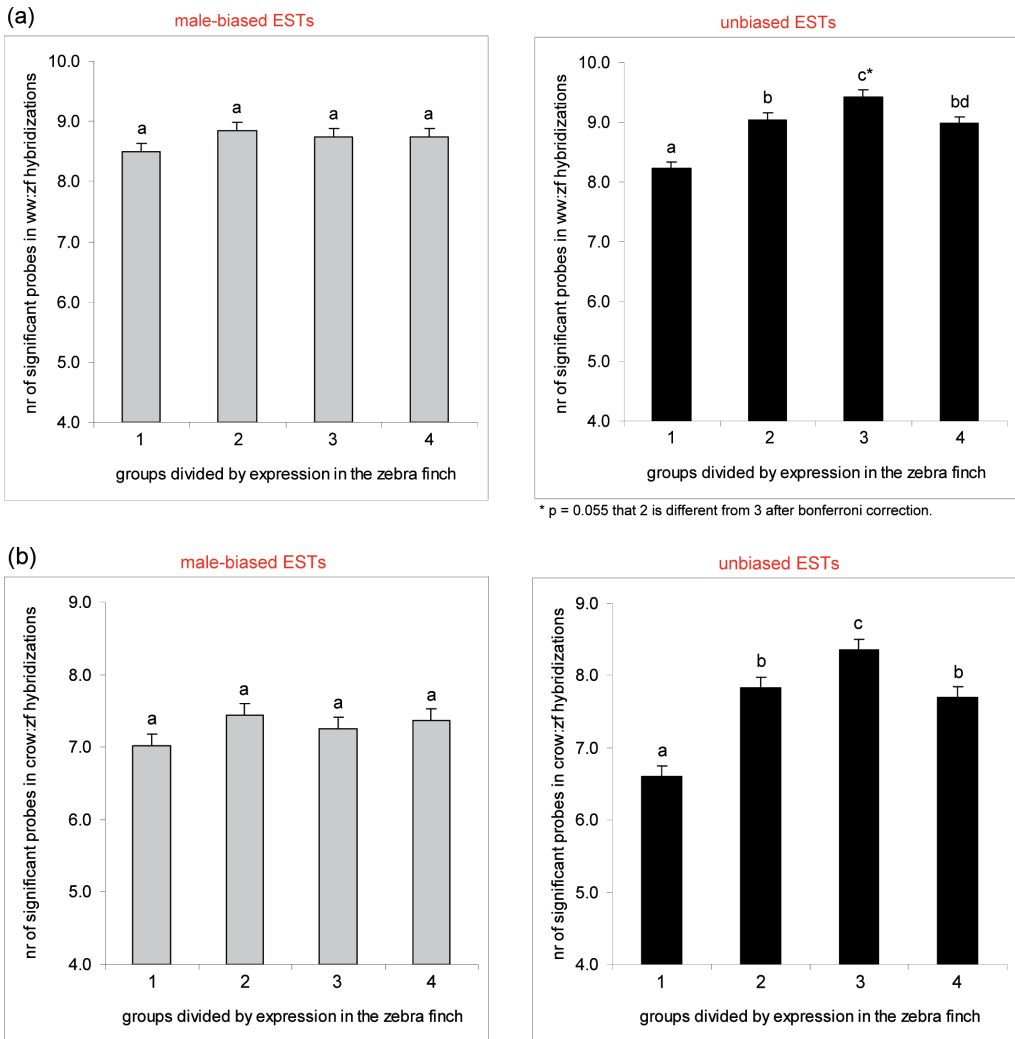 (a)
male-biased ESTs
nr of significant probes in ww:zf hybridizations
10.0
9.0
8.0
7.0
6.0
5.0
4.0
a
a
a
a
1 2 3 4
groups divided by expression in the zebra finch
unbiased ESTs
nr of significant probes in ww:zf hybridizations
10.0
9.0
8.0
7.0
6.0
5.0
4.0
a
b
c*
bd
1 2 3 4
groups divided by expression in the zebra finch
* p = 0.055 that 2 is different from 3 after bonferroni correction.
(b)
male-biased ESTs
nr of significant probes in crow:zf hybridizations
9.0
8.0
7.0
6.0
5.0
4.0
a
a
a
a
1 2 3 4
groups divided by expression in the zebra finch
unbiased ESTs
nr of significant probes in crow:zf hybridizations
9.0
8.0
7.0
6.0
5.0
4.0
a
b
c
b
1 2 3 4
groups divided by expression in the zebra finch